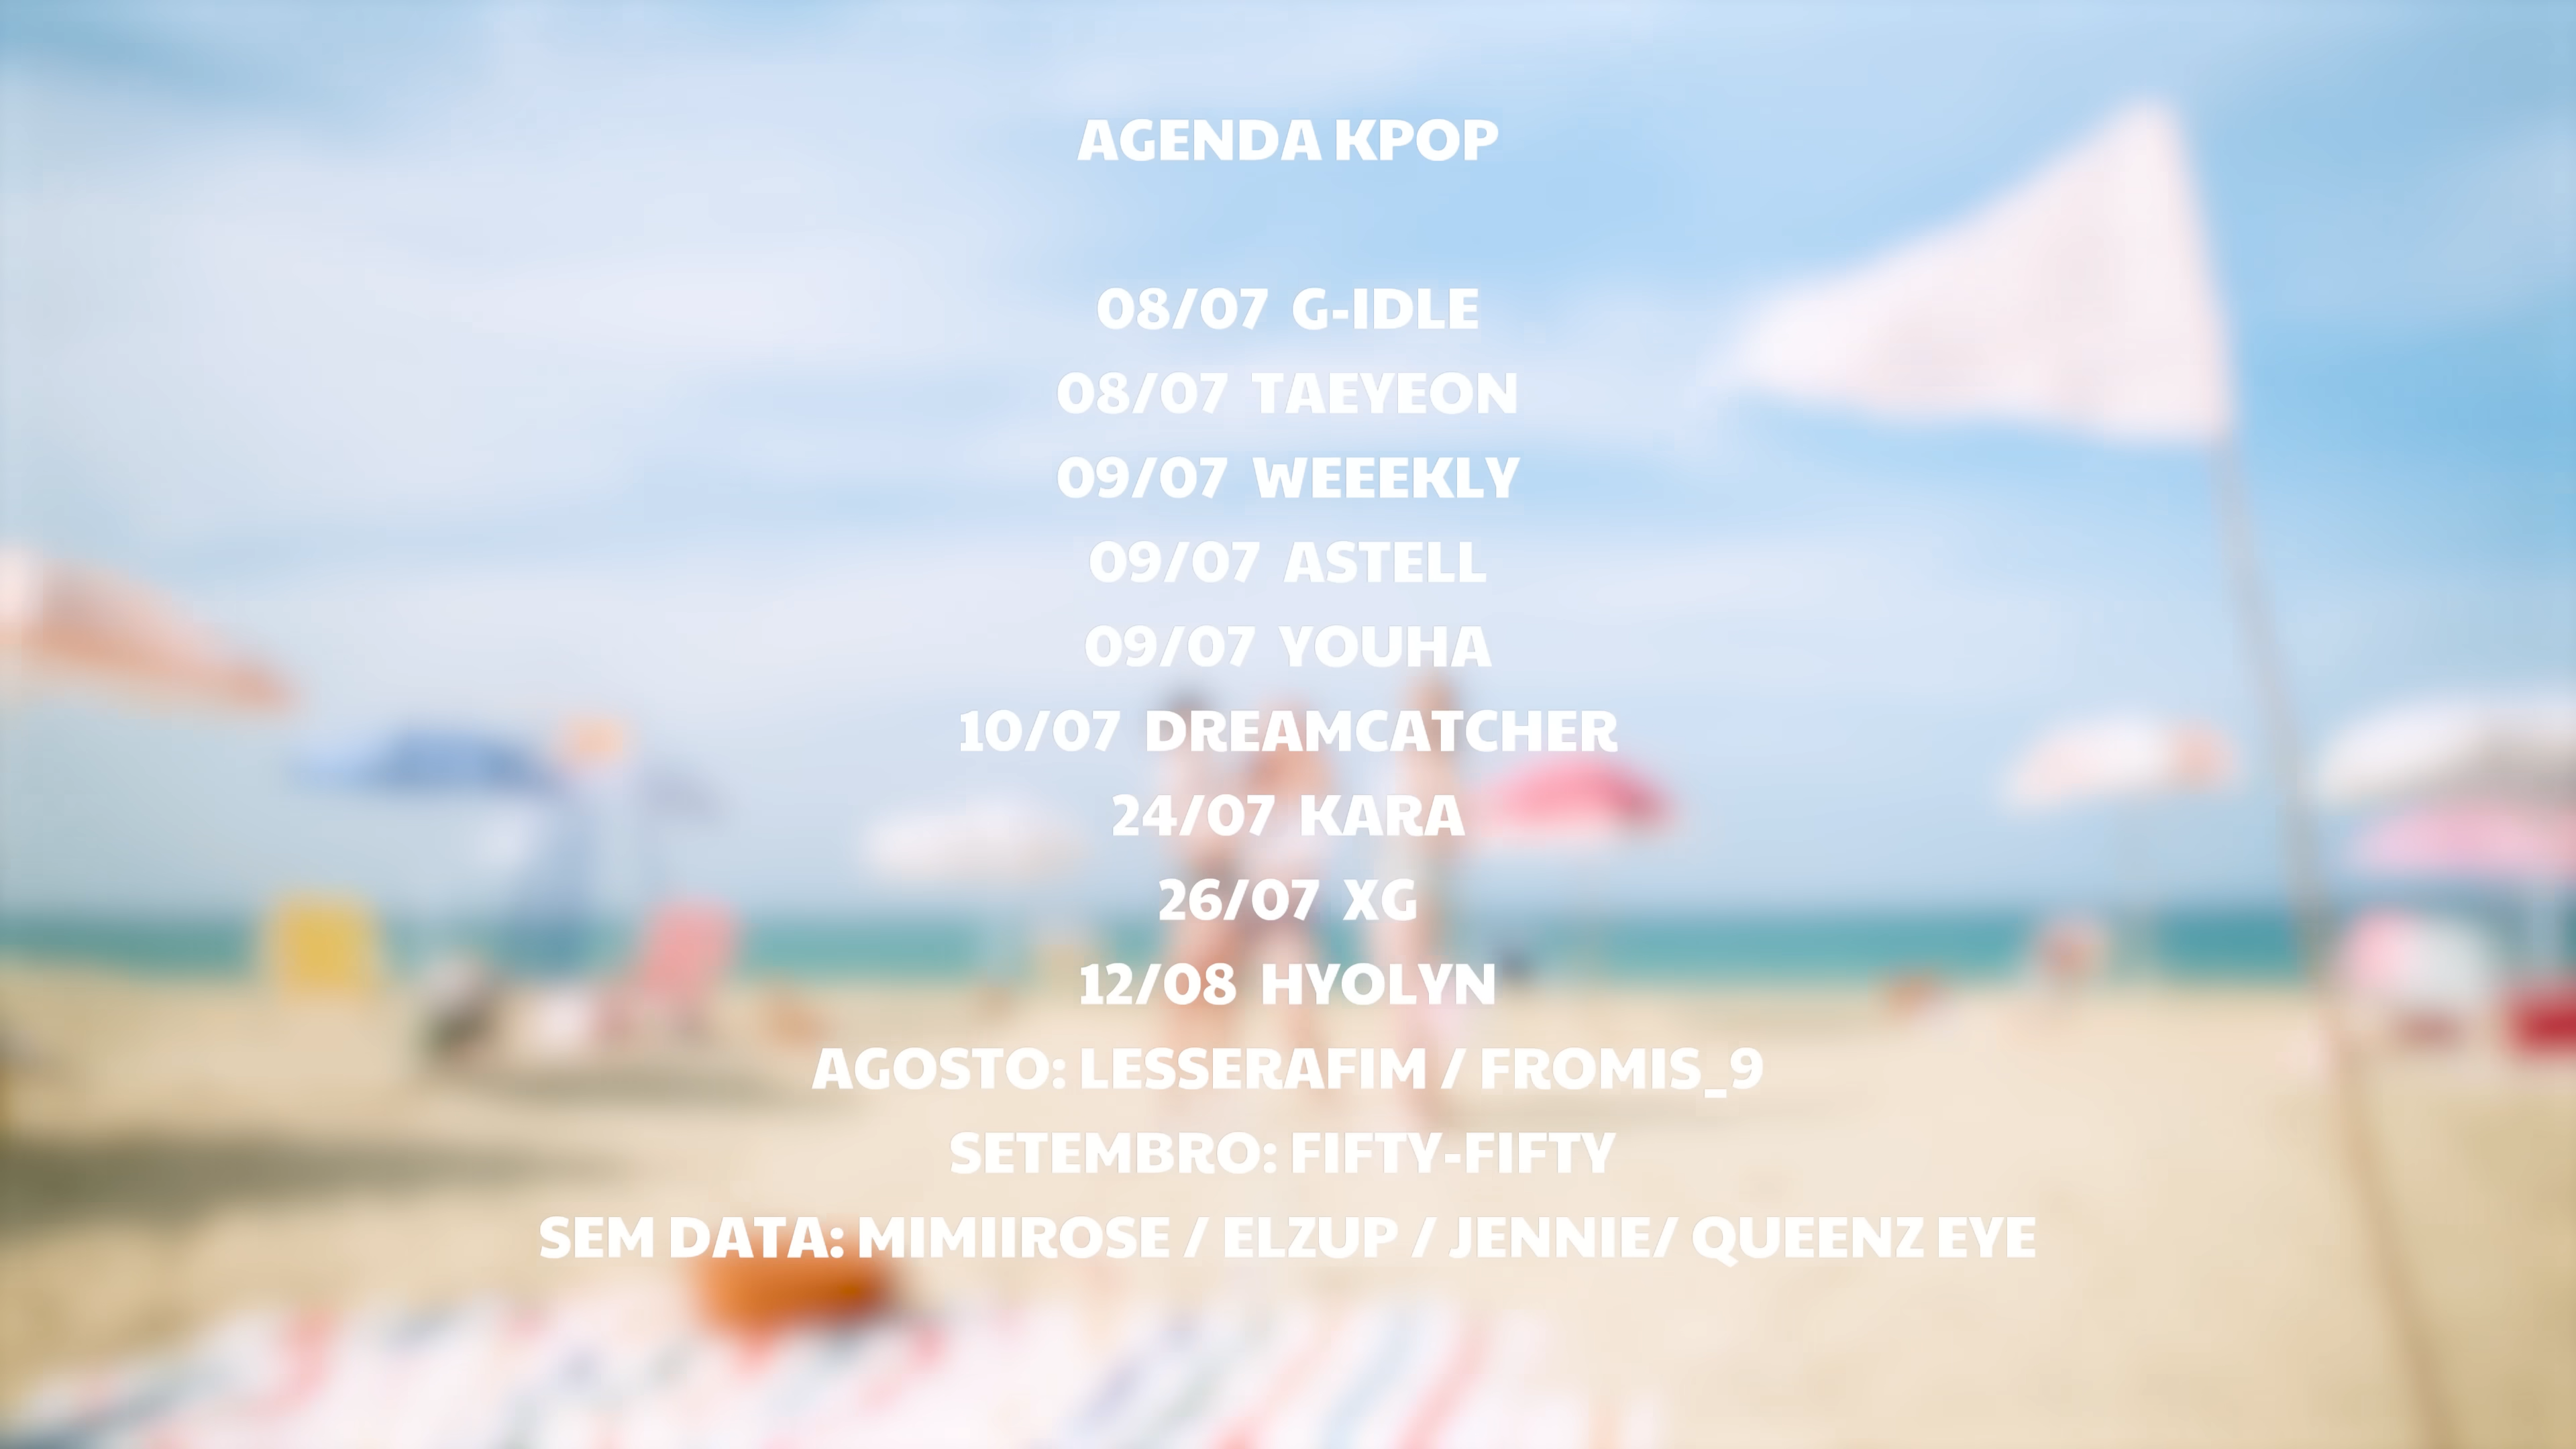 AGENDA KPOP
08/07 G-IDLE
08/07 TAEYEON
09/07 WEEEKLY
09/07 ASTELL
09/07 YOUHA
10/07 DREAMCATCHER
24/07 KARA
26/07 XG
12/08 HYOLYN
AGOSTO: LESSERAFIM / FROMIS_9
SETEMBRO: FIFTY-FIFTY
SEM DATA: MIMIIROSE / ELZUP / JENNIE/ QUEENZ EYE